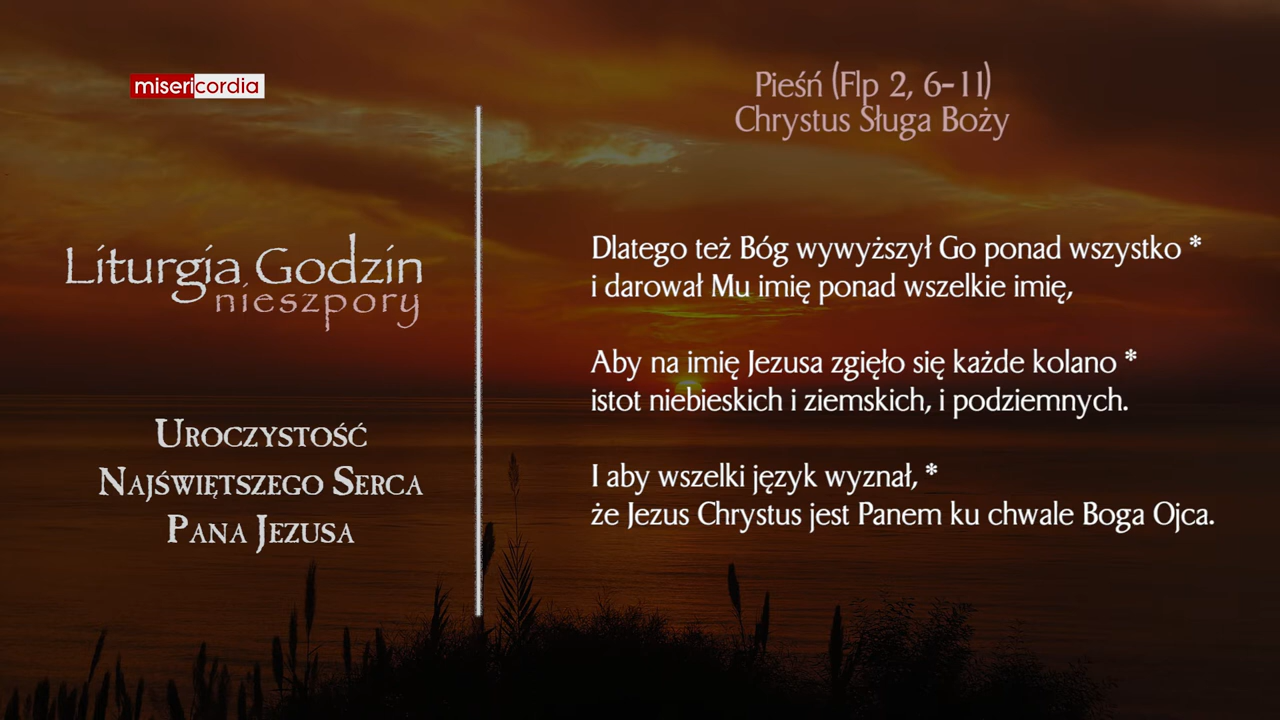 misericordia
Liturgia Godzin
nieszpory
Uroczystość
Najświętszego Serca
Pana Jezusa
Pieśń (Flp 2, 6-11)
Chrystus Sługa Boży
Dlatego też Bóg wywyższył Go ponad wszystko *
i darował Mu imię ponad wszelkie imię,
Aby na imię Jezusa zgięło się każde kolano *
istot niebieskich i ziemskich, i podziemnych.
I aby wszelki język wyznał, *
że Jezus Chrystus jest Panem ku chwale Boga Ojca.